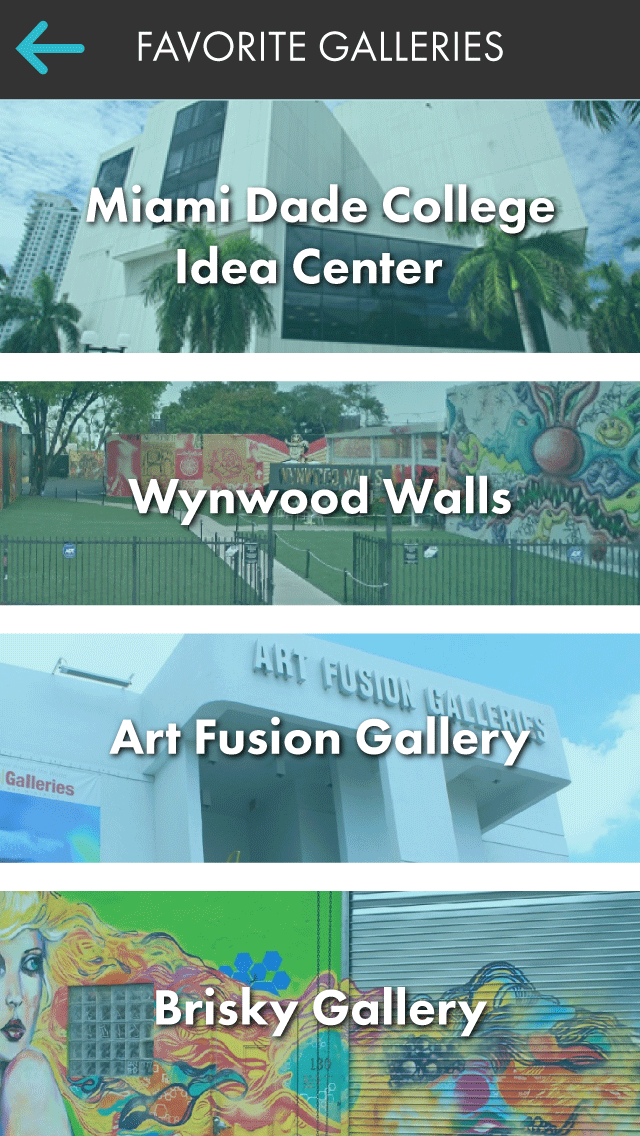 FAVORITE GALLERIES
Miami Dade College
Idea Center
WYNWOOD WALLS
Wynwood Walls
ART FUSION GALLERIES
Art Fusion Gallery
Galleries
Brisky Gallery
130